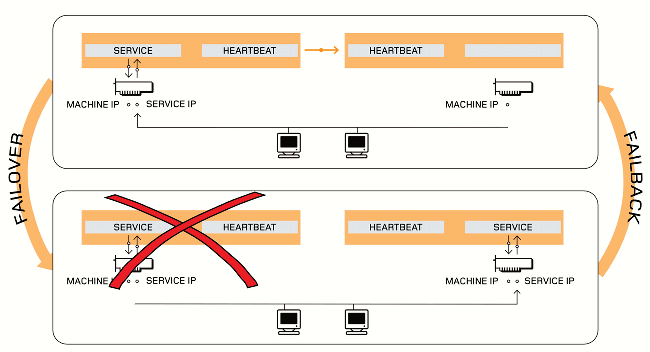 SERVICE HEARTBEAT HEARTBEAT
MACHINE IP SERVICE IP MACHINE IP
FAILOVER
FAILBACK
SERVICE HEARTBEAT HEARTBEAT SERVICE
MACHINE IP SERVICE IP MACHINE IP SERVICE IP